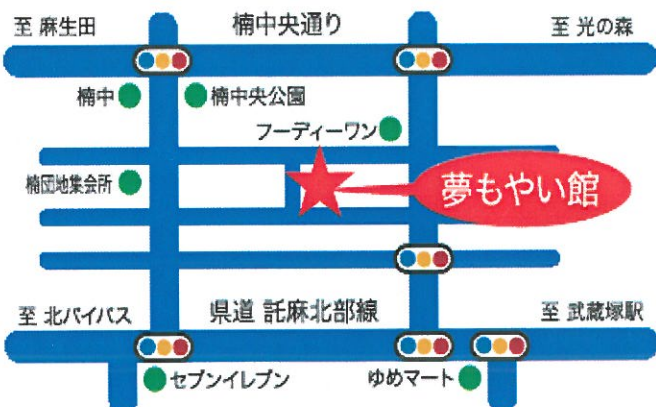 至 麻生田
楠中央通り
至 光の森
楠中
楠中央公園
フーディーワン
楠団地集会所
夢もやい館
至 北バイパス
県道 託麻北部線
至 武蔵塚駅
セブンイレブン
ゆめマート